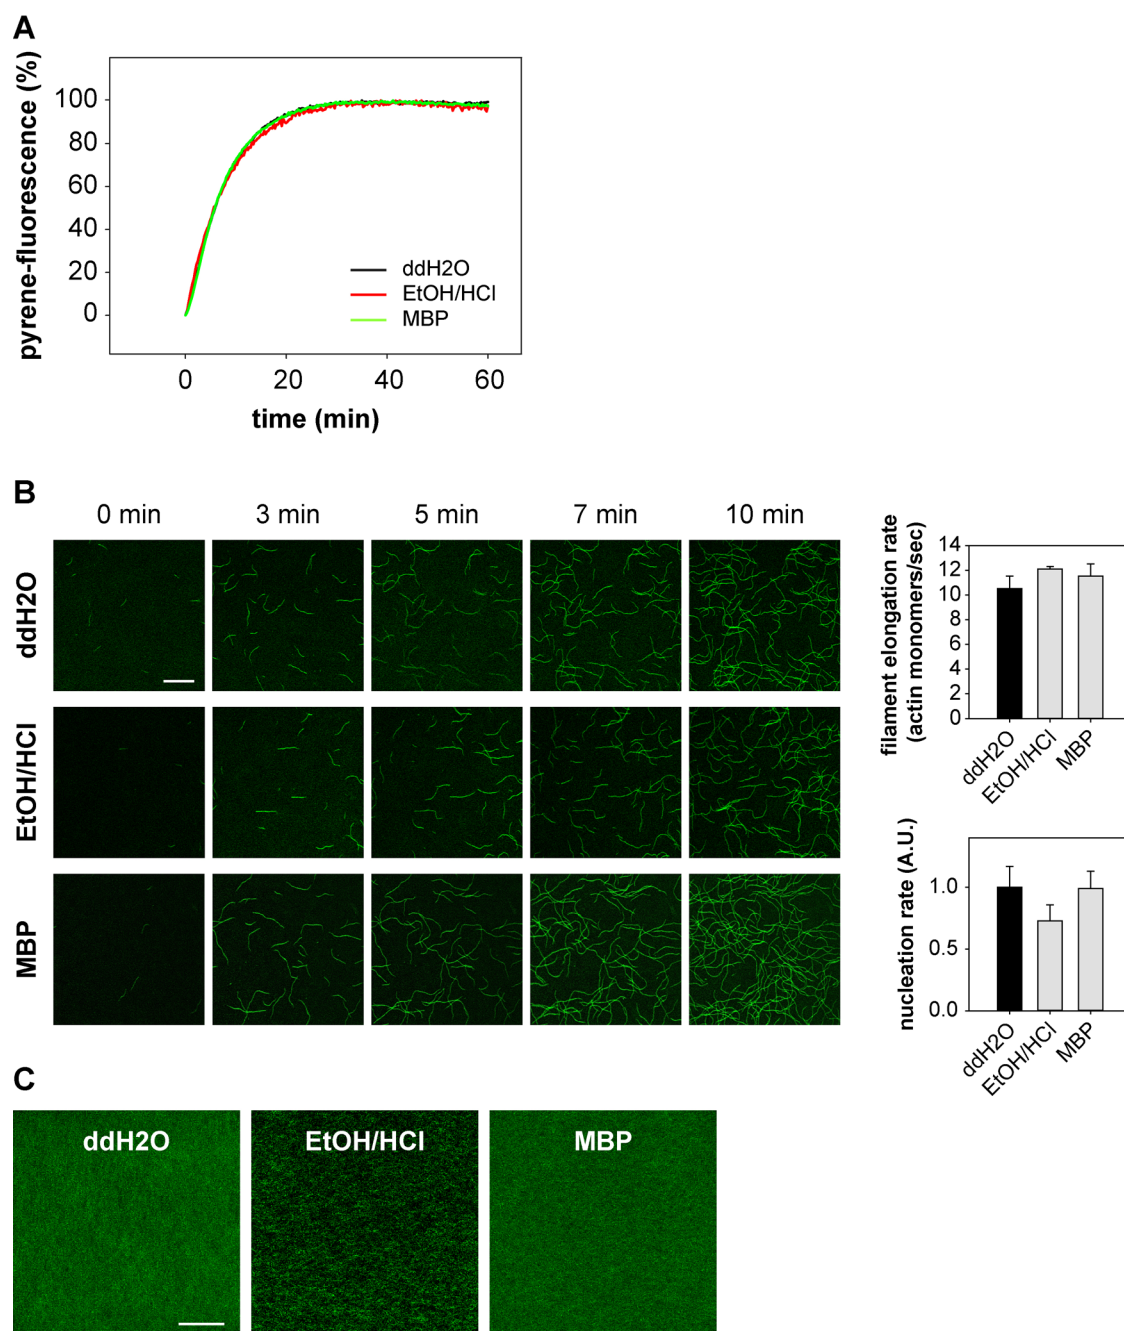 A
pyrene-fluorescence (%)
100
80
60
40
20
0
ddH2O
EtOH/HCl
MBP
0 20 40 60
time (min)
B
0 min 3 min 5 min 7 min 10 min
ddH2O
EtOH/HCl
MBP
filament elongation rate
(actin monomers/sec)
14
12
10
8
6
4
2
0
ddH2O
EtOH/HCl
MBP
nucleation rate (A.U.)
1.0
0.5
0.0
ddH2O
EtOH/HCl
MBP
C
ddH2O EtOH/HCl MBP